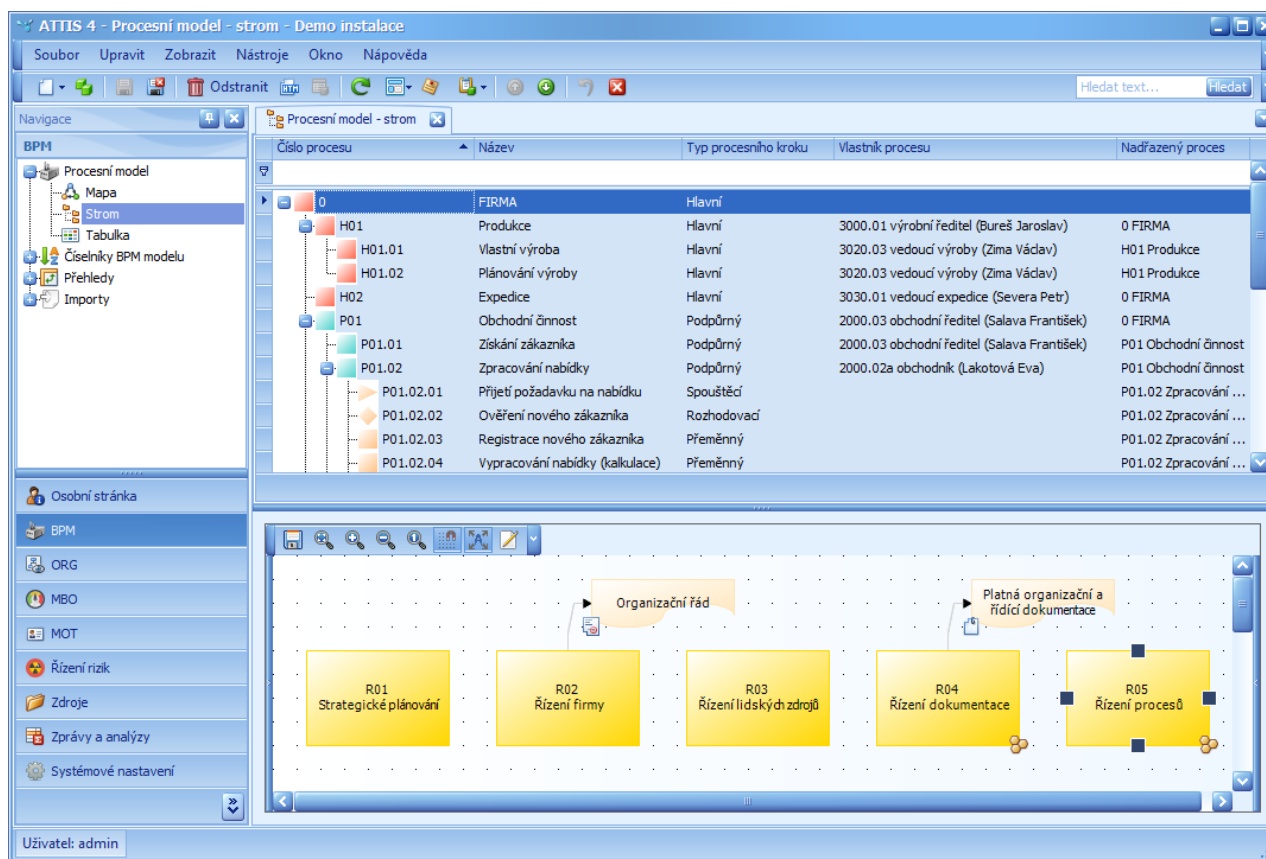 ATTIS 4 - Procesní model - strom - Demo instalace
Soubor Upravit Zobrazit Nástroje Okno Nápověda
Odstranit Hledat text... Hledat
Navigace
BPM
Procesní model
Mapa
Strom
Tabulka
Číselníky BPM modelu
Přehledy
Importy
Osobní stránka
BPM
ORG
MBO
MOT
Řízení rizik
Zdroje
Zprávy a analýzy
Systémové nastavení
Procesní model - strom
Číslo procesu Název Typ procesního kroku Vlastník procesu Nadřazený proces
0 FIRMA Hlavní
H01 Produkce Hlavní 3000.01 výrobní ředitel (Bureš Jaroslav) 0 FIRMA
H01.01 Vlastní výroba Hlavní 3020.03 vedoucí výroby (Zima Václav) H01 Produkce
H01.02 Plánování výroby Hlavní 3020.03 vedoucí výroby (Zima Václav) H01 Produkce
H02 Expedice Hlavní 3030.01 vedoucí expedice (Severa Petr) 0 FIRMA
P01 Obchodní činnost Podpůrný 2000.03 obchodní ředitel (Salava František) 0 FIRMA
P01.01 Získání zákazníka Podpůrný 2000.03 obchodní ředitel (Salava František) P01 Obchodní činnost
P01.02 Zpracování nabídky Podpůrný 2000.02a obchodník (Lakotová Eva) P01 Obchodní činnost
P01.02.01 Přijetí požadavku na nabídku Spouštěcí P01.02 Zpracování ...
P01.02.02 Ověření nového zákazníka Rozhodovací P01.02 Zpracování ...
P01.02.03 Registrace nového zákazníka Přeměnný P01.02 Zpracování ...
P01.02.04 Vypracování nabídky (kalkulace) Přeměnný P01.02 Zpracování ...
Organizační řád
Platná organizační a
řídící dokumentace
R01
Strategické plánování
R02
Řízení firmy
R03
Řízení lidských zdrojů
R04
Řízení dokumentace
R05
Řízení procesů
Uživatel: admin